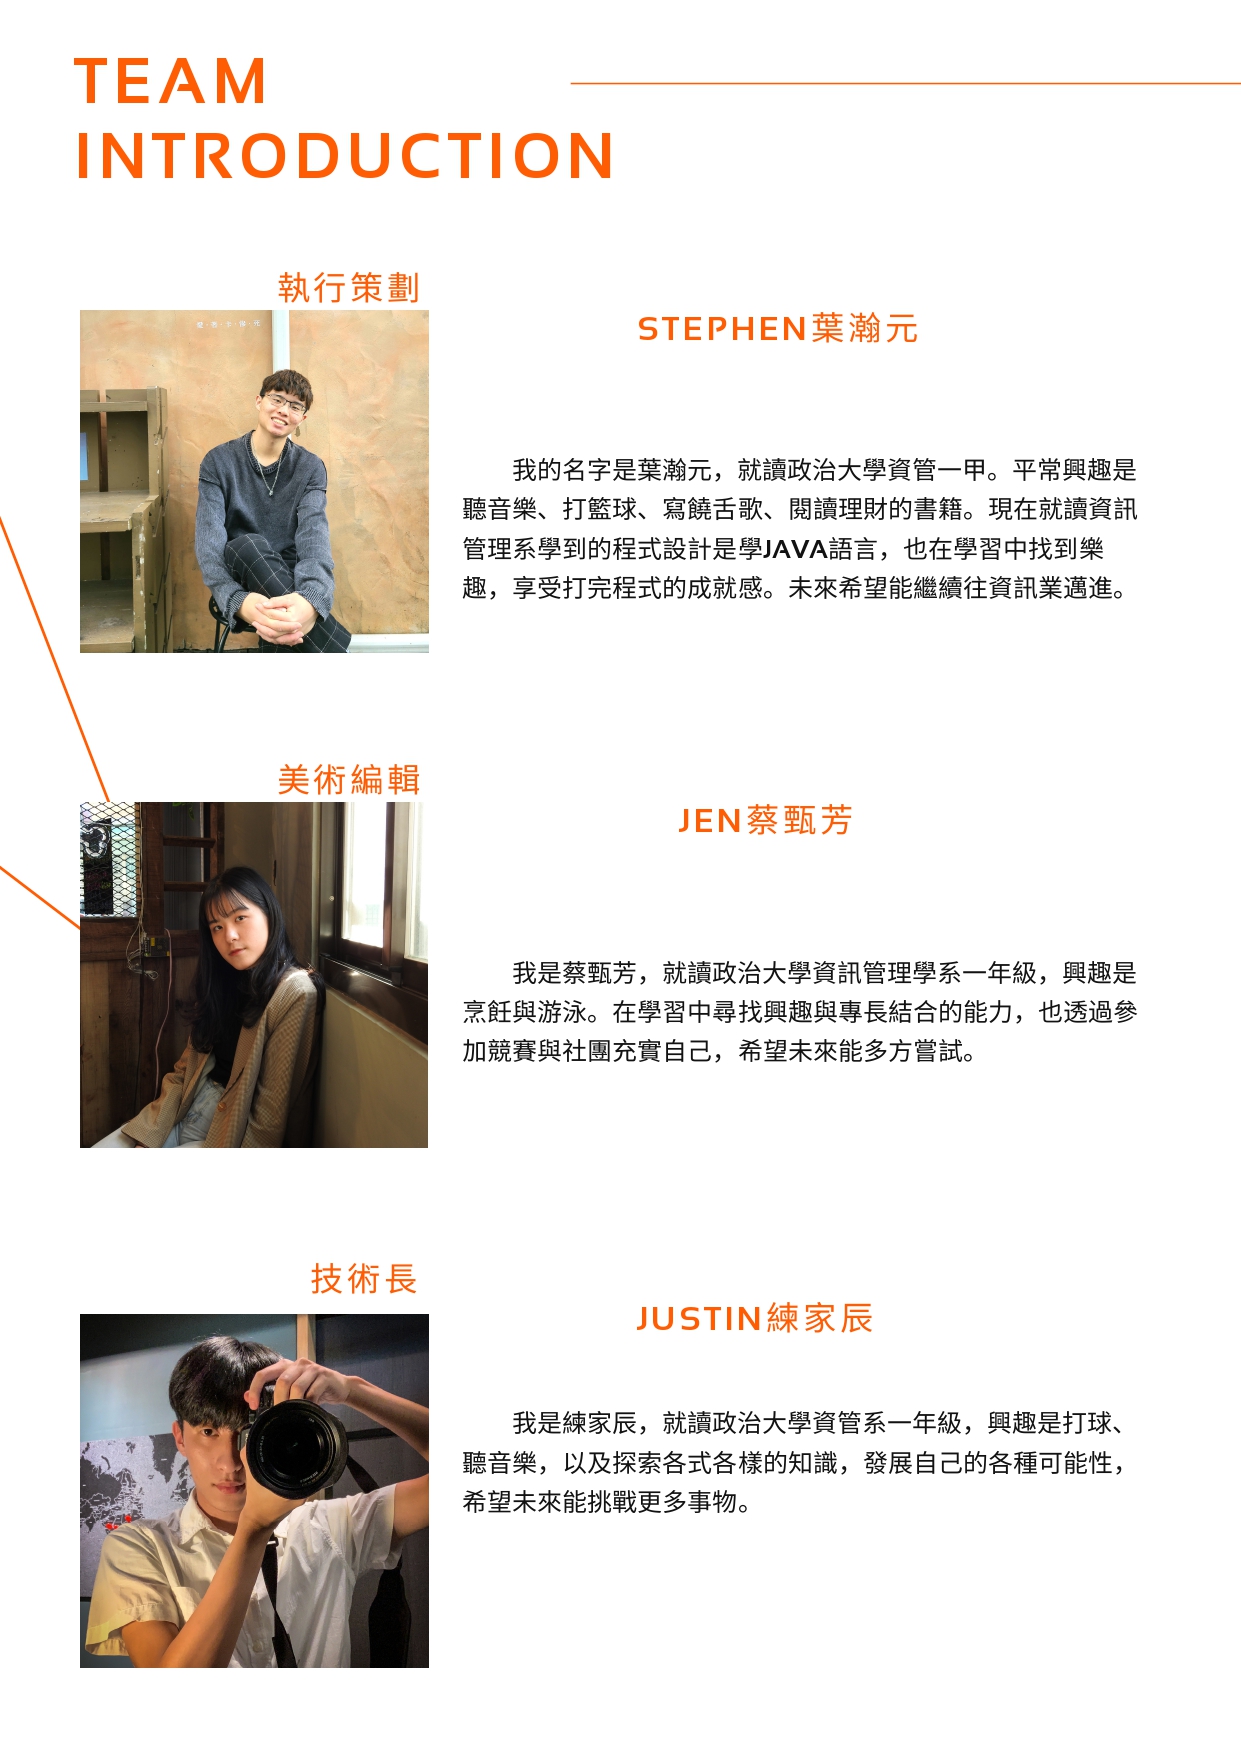 TEAM
INTRODUCTION
執行策劃
STEPHEN葉瀚元
我的名字是葉瀚元，就讀政治大學資管一甲。平常興趣是
聽音樂、打籃球、寫饒舌歌、閱讀理財的書籍。現在就讀資訊
管理系學到的程式設計是學JAVA語言，也在學習中找到樂
趣，享受打完程式的成就感。未來希望能繼續往資訊業邁進。
美術編輯
JEN蔡甄芳
我是蔡甄芳，就讀政治大學資訊管理學系一年級，興趣是
烹飪與游泳。在學習中尋找興趣與專長結合的能力，也透過參
加競賽與社團充實自己，希望未來能多方嘗試。
技術長
JUSTIN練家辰
我是練家辰，就讀政治大學資管系一年級，興趣是打球、
聽音樂，以及探索各式各樣的知識，發展自己的各種可能性，
希望未來能挑戰更多事物。